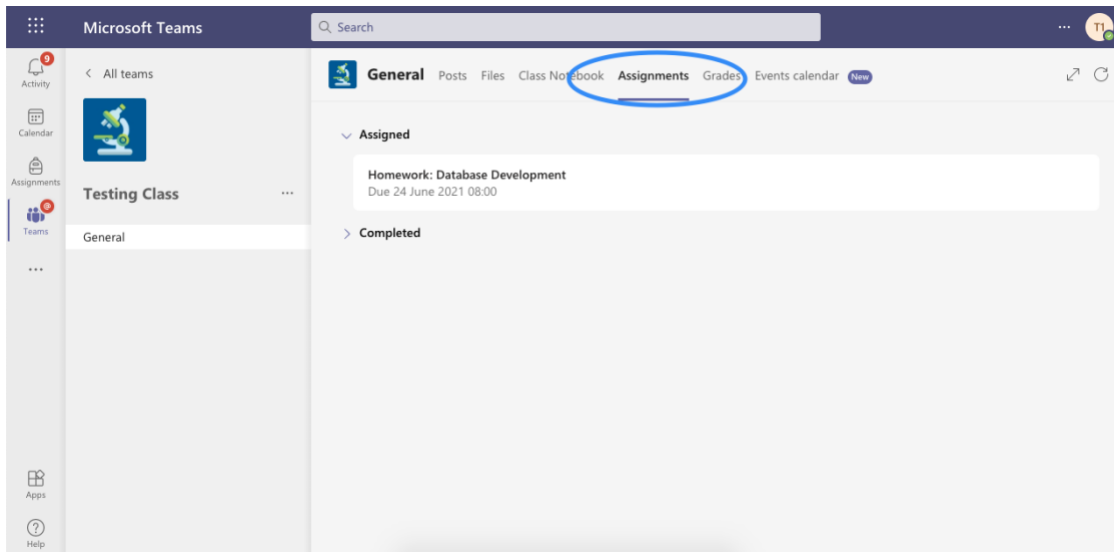 Microsoft Teams
Search
T1
9
Activity
Calendar
Assignments
@
Teams
Apps
Help
All teams
Testing Class
General
General Posts Files Class Notebook Assignments Grades Events calendar New
Assigned
Homework: Database Development
Due 24 June 2021 08:00
Completed